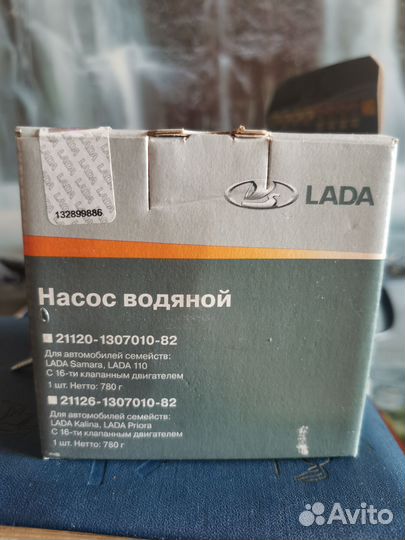 LADA
132899886
LADA
Насос водяной
21120-1307010-82
Для автомобилей семейств:
LADA Samara, LADA 110
С 16-ти клапанным двигателем
1 шт. Нетто: 780 г
21126-1307010-82
Для автомобилей семейств:
LADA Kalina, LADA Priora
С 16-ти клапанным двигателем
1 шт. Нетто: 780 г
Avito